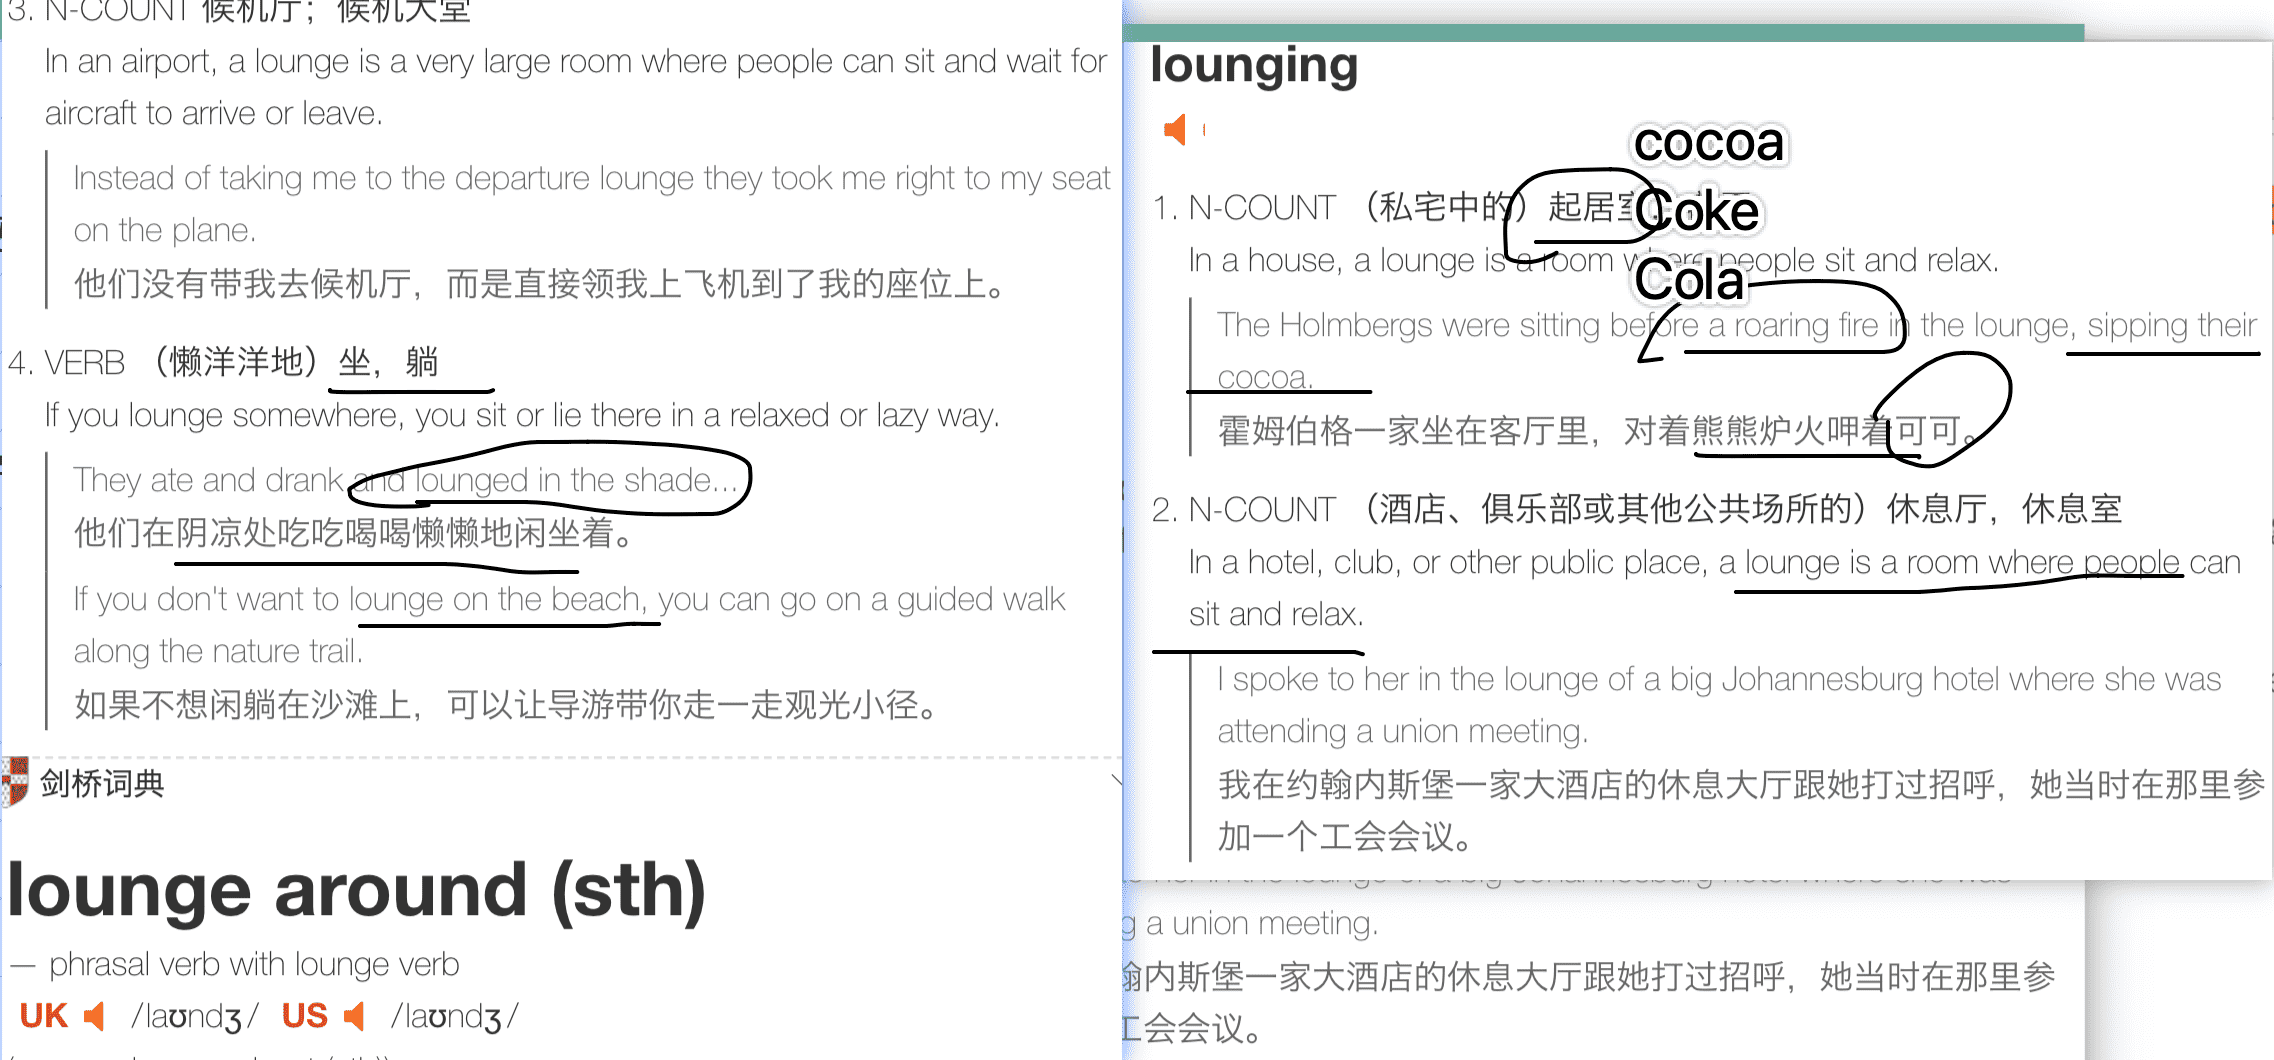 3. N-COUNT 候机厅；候机大堂
In an airport, a lounge is a very large room where people can sit and wait for
aircraft to arrive or leave.
Instead of taking me to the departure lounge they took me right to my seat
on the plane.
他们没有带我去候机厅，而是直接领我上飞机到了我的座位上。
4. VERB （懒洋洋地）坐，躺
If you lounge somewhere, you sit or lie there in a relaxed or lazy way.
They ate and drank and lounged in the shade...
他们在阴凉处吃吃喝喝懒懒地闲坐着。
If you don't want to lounge on the beach, you can go on a guided walk
along the nature trail.
如果不想闲躺在沙滩上，可以让导游带你走一走观光小径。
剑桥词典
lounge around (sth)
— phrasal verb with lounge verb
UK /laʊndʒ/ US /laʊndʒ/
lounging
cocoa
Coke
Cola
1. N-COUNT （私宅中的）起居室
In a house, a lounge is a room where people sit and relax.
The Holmbergs were sitting before a roaring fire in the lounge, sipping their
cocoa.
霍姆伯格一家坐在客厅里，对着熊熊炉火呷着可可。
2. N-COUNT （酒店、俱乐部或其他公共场所的）休息厅，休息室
In a hotel, club, or other public place, a lounge is a room where people can
sit and relax.
I spoke to her in the lounge of a big Johannesburg hotel where she was
attending a union meeting.
我在约翰内斯堡一家大酒店的休息大厅跟她打过招呼，她当时在那里参
加一个工会会议。
g a union meeting.
翰内斯堡一家大酒店的休息大厅跟她打过招呼，她当时在那里参
工会会议。